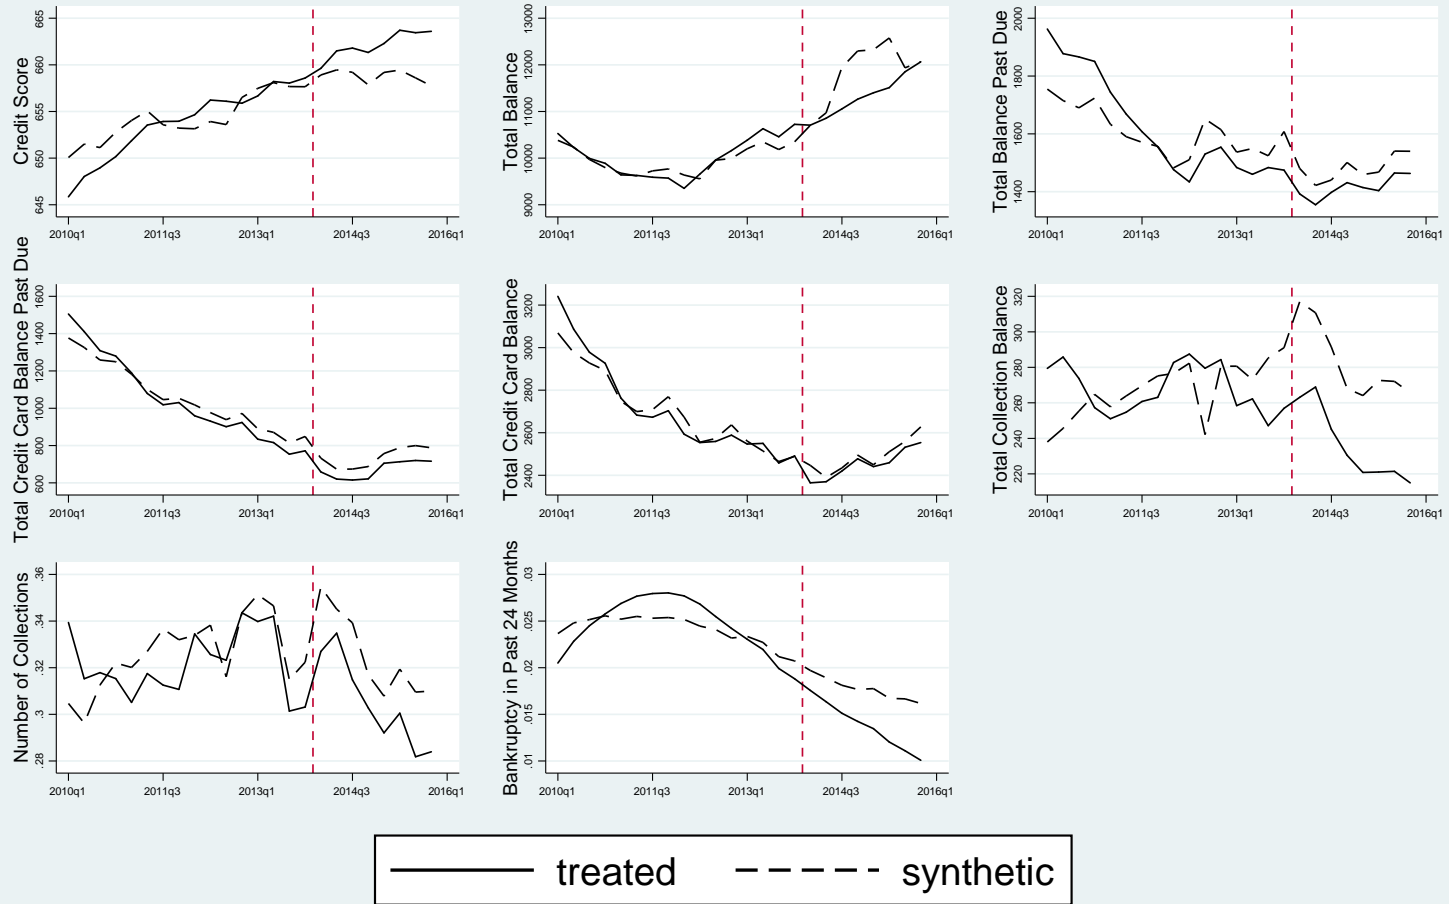 Credit Score
665
660
655
650
645
2010q1 2011q3 2013q1 2014q3 2016q1
Total Balance
13000
12000
11000
10000
9000
2010q1 2011q3 2013q1 2014q3 2016q1
Total Balance Past Due
2000
1800
1600
1400
2010q1 2011q3 2013q1 2014q3 2016q1
Total Credit Card Balance Past Due
1600
1400
1200
1000
800
600
2010q1 2011q3 2013q1 2014q3 2016q1
Total Credit Card Balance
3200
3000
2800
2600
2400
2010q1 2011q3 2013q1 2014q3 2016q1
Total Collection Balance
320
300
280
260
240
220
2010q1 2011q3 2013q1 2014q3 2016q1
Number of Collections
.36
.34
.32
.3
.28
2010q1 2011q3 2013q1 2014q3 2016q1
Bankruptcy in Past 24 Months
.03
.025
.02
.015
.01
2010q1 2011q3 2013q1 2014q3 2016q1
treated synthetic